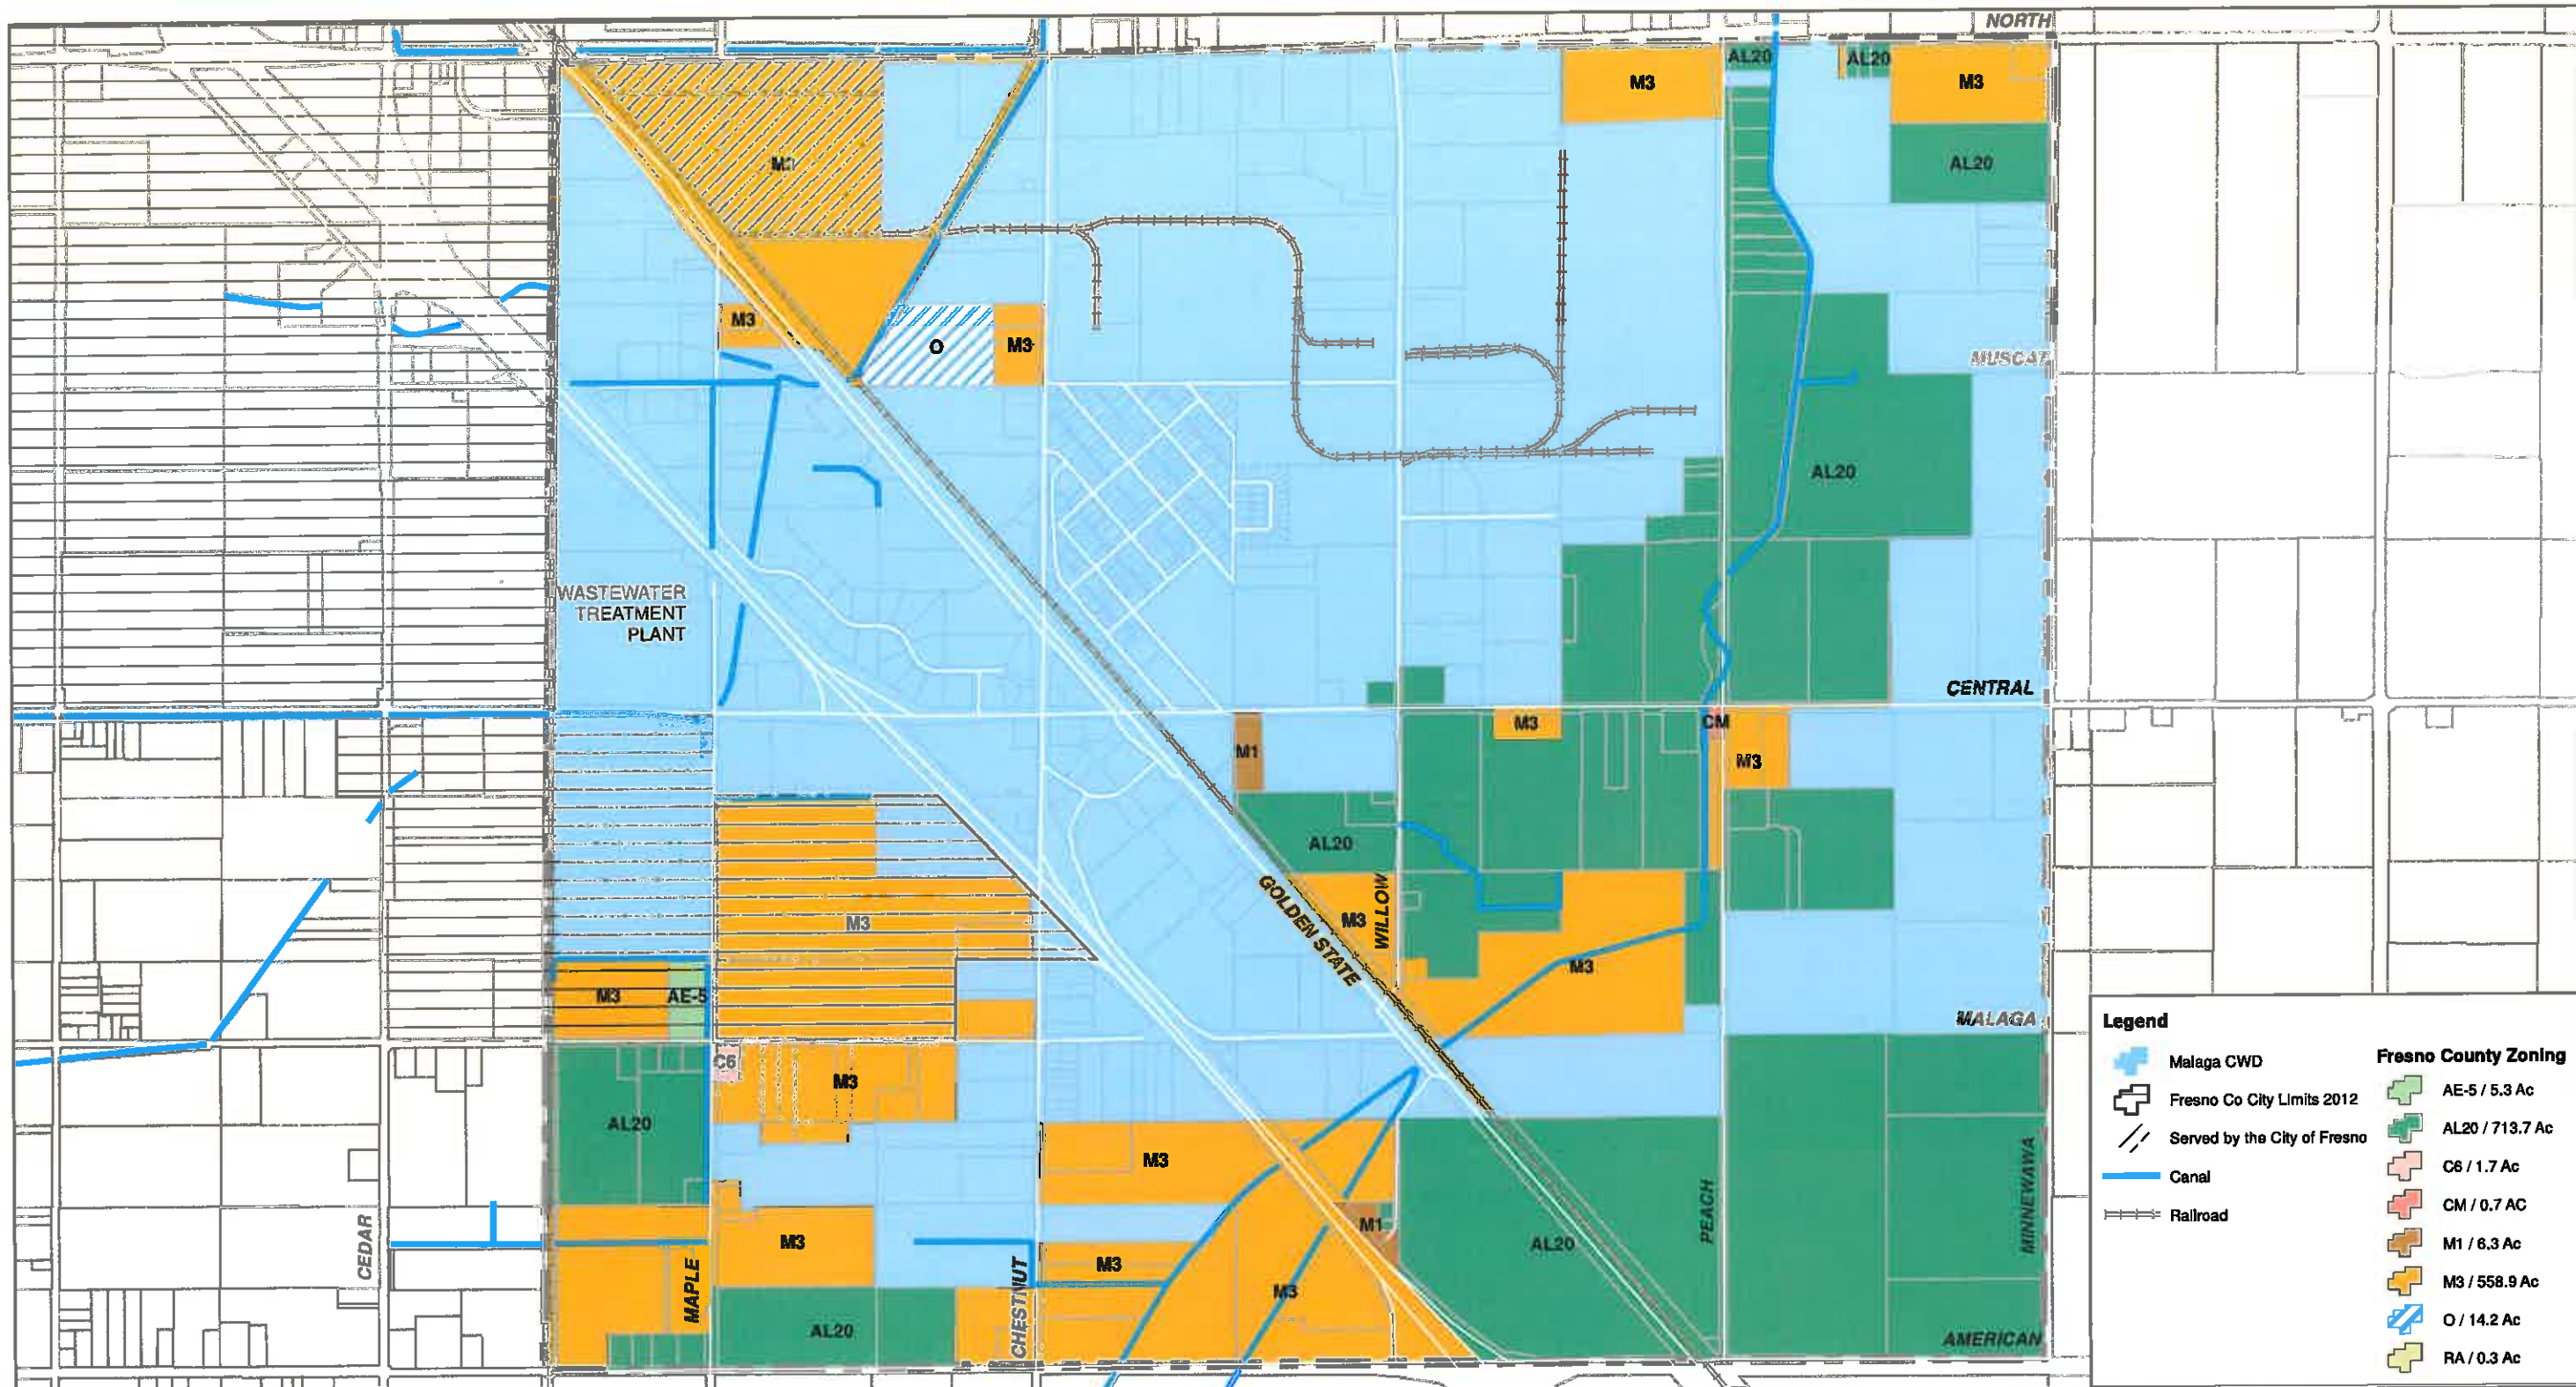 NORTH
AL20
AL20
M3
M3
M3
AL20
M3
O
M3
MUSCAT
AL20
WASTEWATER
TREATMENT
PLANT
CENTRAL
M3
CM
M1
M3
AL20
GOLDEN STATE
WILLOW
M3
M3
M3
M3
AE-5
MALAGA
C6
M3
AL20
M3
M1
M3
M3
M3
AL20
AL20
CEDAR
MAPLE
CHESTNUT
PEACH
MINNEWAWA
AMERICAN
Legend
Malaga CWD
Fresno Co City Limits 2012
Served by the City of Fresno
Canal
Railroad
Fresno County Zoning
AE-5 / 5.3 Ac
AL20 / 713.7 Ac
C6 / 1.7 Ac
CM / 0.7 AC
M1 / 6.3 Ac
M3 / 558.9 Ac
O / 14.2 Ac
RA / 0.3 Ac